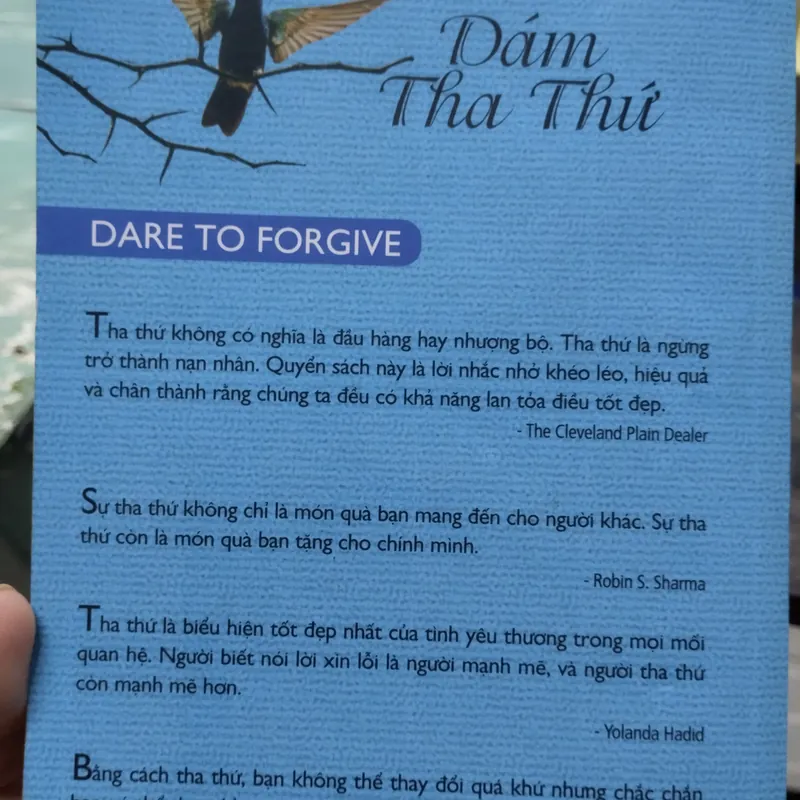 Dám
Tha Thứ
DARE TO FORGIVE
Tha thứ không có nghĩa là đầu hàng hay nhượng bộ. Tha thứ là ngừng
trở thành nạn nhân. Quyển sách này là lời nhắc nhở khéo léo, hiệu quả
và chân thành rằng chúng ta đều có khả năng lan tỏa điều tốt đẹp.
- The Cleveland Plain Dealer
Sự tha thứ không chỉ là món quà bạn mang đến cho người khác. Sự tha
thứ còn là món quà bạn tặng cho chính mình.
- Robin S. Sharma
Tha thứ là biểu hiện tốt đẹp nhất của tình yêu thương trong mọi mối
quan hệ. Người biết nói lời xin lỗi là người mạnh mẽ, và người tha thứ
còn mạnh mẽ hơn.
- Yolanda Hadid
Bằng cách tha thứ, bạn không thể thay đổi quá khứ nhưng chắc chắn